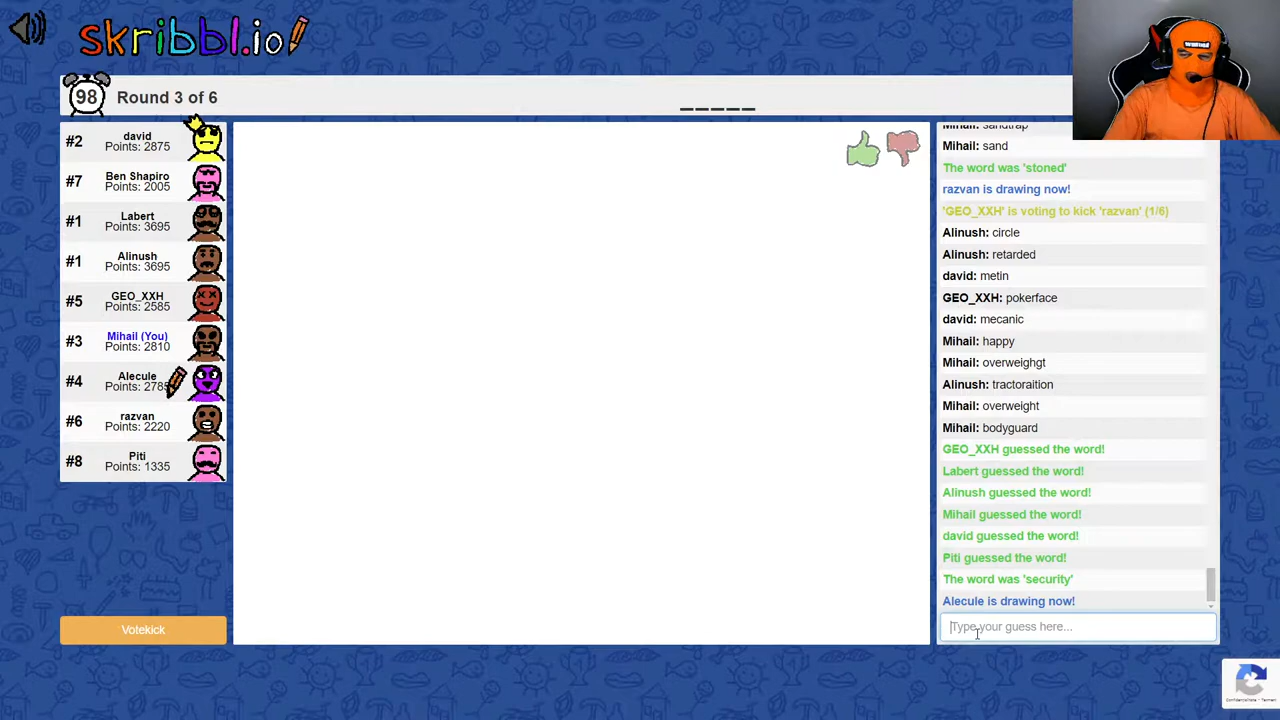 skribbl.io
98
Round 3 of 6
_____
#2 david
Points: 2875
#7 Ben Shapiro
Points: 2005
#1 Labert
Points: 3695
#1 Alinush
Points: 3695
#5 GEO_XXH
Points: 2585
#3 Mihail (You)
Points: 2810
#4 Alecule
Points: 2785
#6 razvan
Points: 2220
#8 Piti
Points: 1335
Votekick
Mihail: sandtrap
Mihail: sand
The word was 'stoned'
razvan is drawing now!
'GEO_XXH' is voting to kick 'razvan' (1/6)
Alinush: circle
Alinush: retarded
david: metin
GEO_XXH: pokerface
david: mecanic
Mihail: happy
Mihail: overweighgt
Alinush: tractoraition
Mihail: overweight
Mihail: bodyguard
GEO_XXH guessed the word!
Labert guessed the word!
Alinush guessed the word!
Mihail guessed the word!
david guessed the word!
Piti guessed the word!
The word was 'security'
Alecule is drawing now!
Type your guess here...